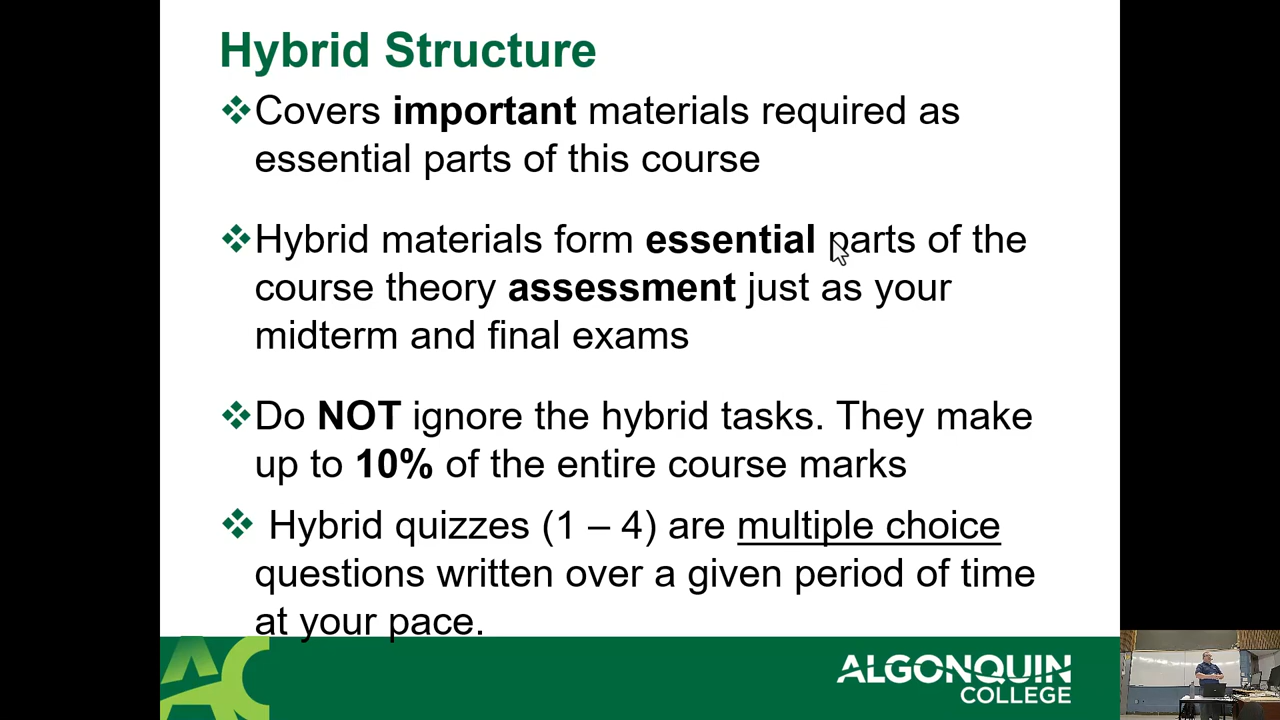 Hybrid Structure
❖Covers important materials required as
essential parts of this course
❖Hybrid materials form essential parts of the
course theory assessment just as your
midterm and final exams
❖Do NOT ignore the hybrid tasks. They make
up to 10% of the entire course marks
❖ Hybrid quizzes (1 – 4) are multiple choice
questions written over a given period of time
at your pace.
AC
ALGONQUIN
COLLEGE